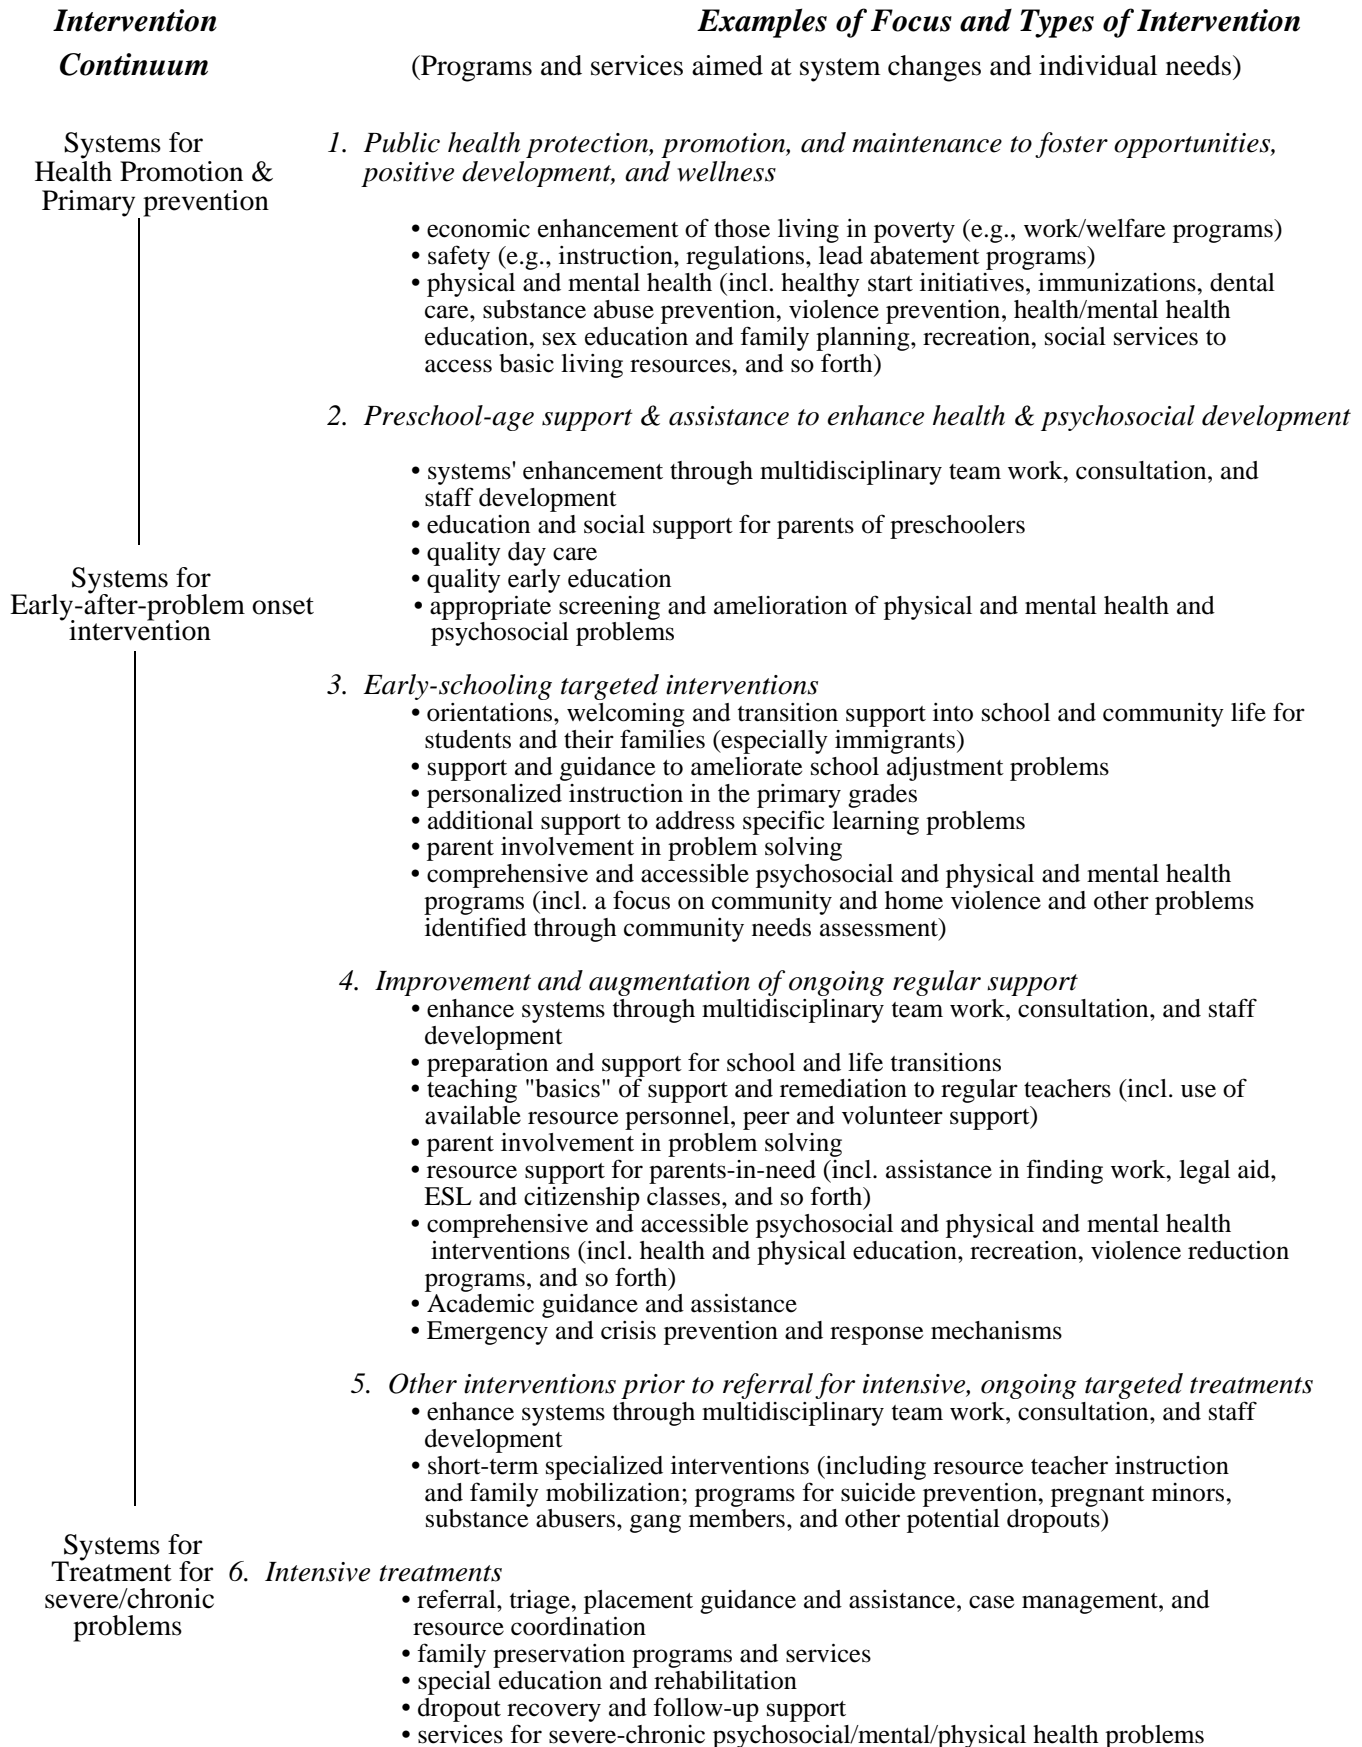 Intervention
Examples of Focus and Types of Intervention
Continuum
(Programs and services aimed at system changes and individual needs)
Systems for
Health Promotion &
Primary prevention
1. Public health protection, promotion, and maintenance to foster opportunities,
positive development, and wellness
• economic enhancement of those living in poverty (e.g., work/welfare programs)
• safety (e.g., instruction, regulations, lead abatement programs)
• physical and mental health (incl. healthy start initiatives, immunizations, dental
care, substance abuse prevention, violence prevention, health/mental health
education, sex education and family planning, recreation, social services to
access basic living resources, and so forth)
2. Preschool-age support & assistance to enhance health & psychosocial development
• systems' enhancement through multidisciplinary team work, consultation, and
staff development
• education and social support for parents of preschoolers
• quality day care
• quality early education
• appropriate screening and amelioration of physical and mental health and
psychosocial problems
Systems for
Early-after-problem onset
intervention
3. Early-schooling targeted interventions
• orientations, welcoming and transition support into school and community life for
students and their families (especially immigrants)
• support and guidance to ameliorate school adjustment problems
• personalized instruction in the primary grades
• additional support to address specific learning problems
• parent involvement in problem solving
• comprehensive and accessible psychosocial and physical and mental health
programs (incl. a focus on community and home violence and other problems
identified through community needs assessment)
4. Improvement and augmentation of ongoing regular support
• enhance systems through multidisciplinary team work, consultation, and staff
development
• preparation and support for school and life transitions
• teaching "basics" of support and remediation to regular teachers (incl. use of
available resource personnel, peer and volunteer support)
• parent involvement in problem solving
• resource support for parents-in-need (incl. assistance in finding work, legal aid,
ESL and citizenship classes, and so forth)
• comprehensive and accessible psychosocial and physical and mental health
interventions (incl. health and physical education, recreation, violence reduction
programs, and so forth)
• Academic guidance and assistance
• Emergency and crisis prevention and response mechanisms
5. Other interventions prior to referral for intensive, ongoing targeted treatments
• enhance systems through multidisciplinary team work, consultation, and staff
development
• short-term specialized interventions (including resource teacher instruction
and family mobilization; programs for suicide prevention, pregnant minors,
substance abusers, gang members, and other potential dropouts)
Systems for
Treatment for
severe/chronic
problems
6. Intensive treatments
• referral, triage, placement guidance and assistance, case management, and
resource coordination
• family preservation programs and services
• special education and rehabilitation
• dropout recovery and follow-up support
• services for severe-chronic psychosocial/mental/physical health problems